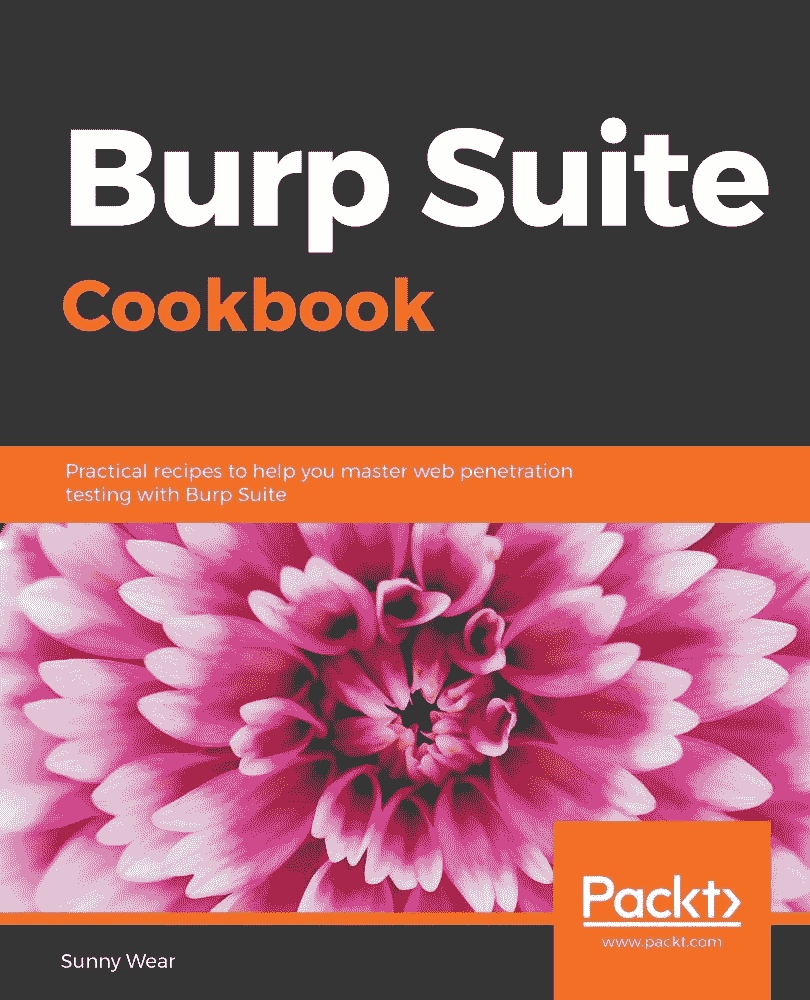 Burp Suite
Cookbook
Practical recipes to help you master web penetration
testing with Burp Suite
Packt>
www.packt.com
Sunny Wear